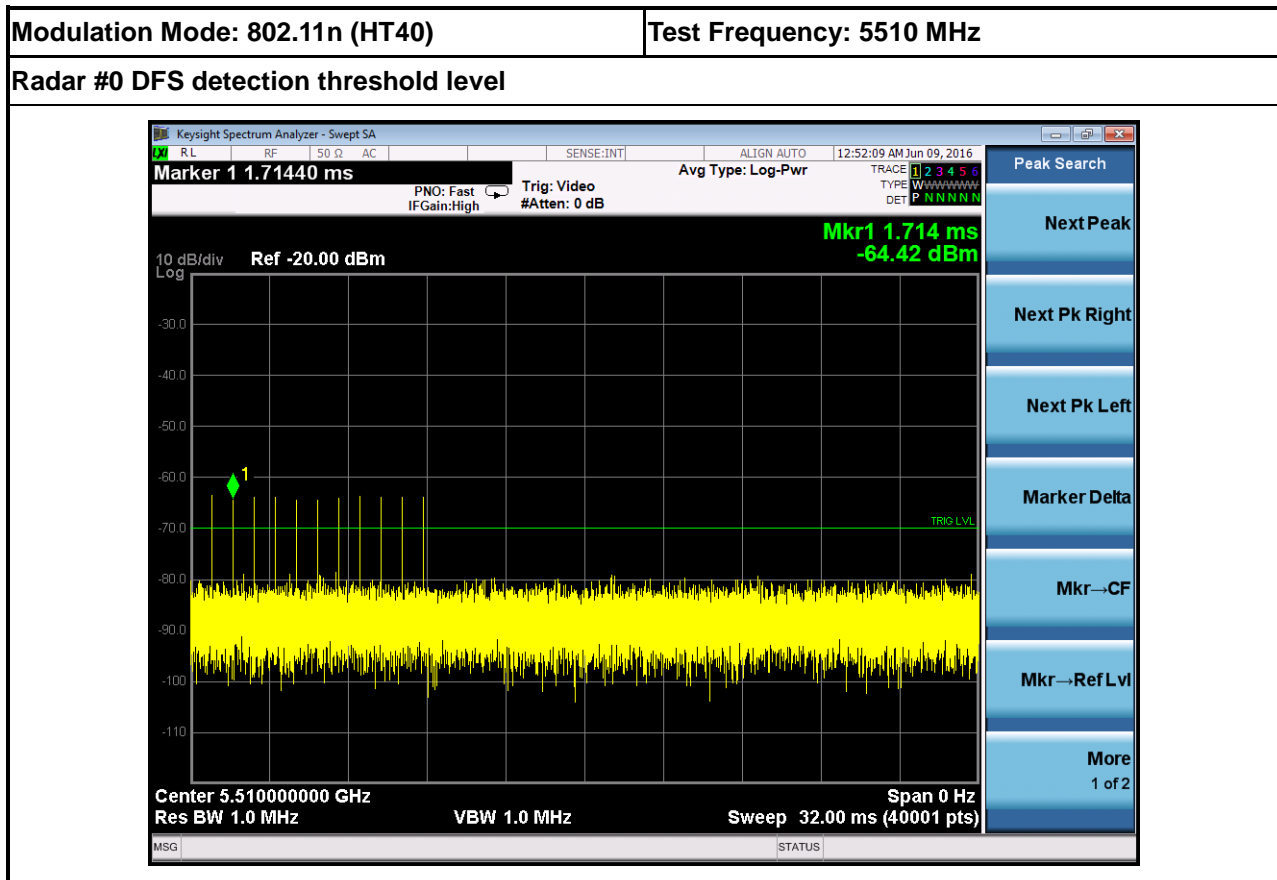 Modulation Mode: 802.11n (HT40) Test Frequency: 5510 MHz
Radar #0 DFS detection threshold level
Keysight Spectrum Analyzer - Swept SA
LXI RL RF 50 Ω AC SENSE:INT ALIGN AUTO 12:52:09 AM Jun 09, 2016
Marker 1 1.71440 ms
PNO: Fast
IFGain:High
Trig: Video
#Atten: 0 dB
Avg Type: Log-Pwr
TRACE 1 2 3 4 5 6
TYPE WWWWWWW
DET P N N N N N
Peak Search
Mkr1 1.714 ms
-64.42 dBm
10 dB/div Ref -20.00 dBm
Log
-30.0
-40.0
-50.0
-60.0
1
-70.0
TRIG LVL
-80.0
-90.0
-100
-110
Next Peak
Next Pk Right
Next Pk Left
Marker Delta
Mkr→CF
Mkr→Ref Lvl
More
1 of 2
Center 5.510000000 GHz Span 0 Hz
Res BW 1.0 MHz VBW 1.0 MHz Sweep 32.00 ms (40001 pts)
MSG STATUS